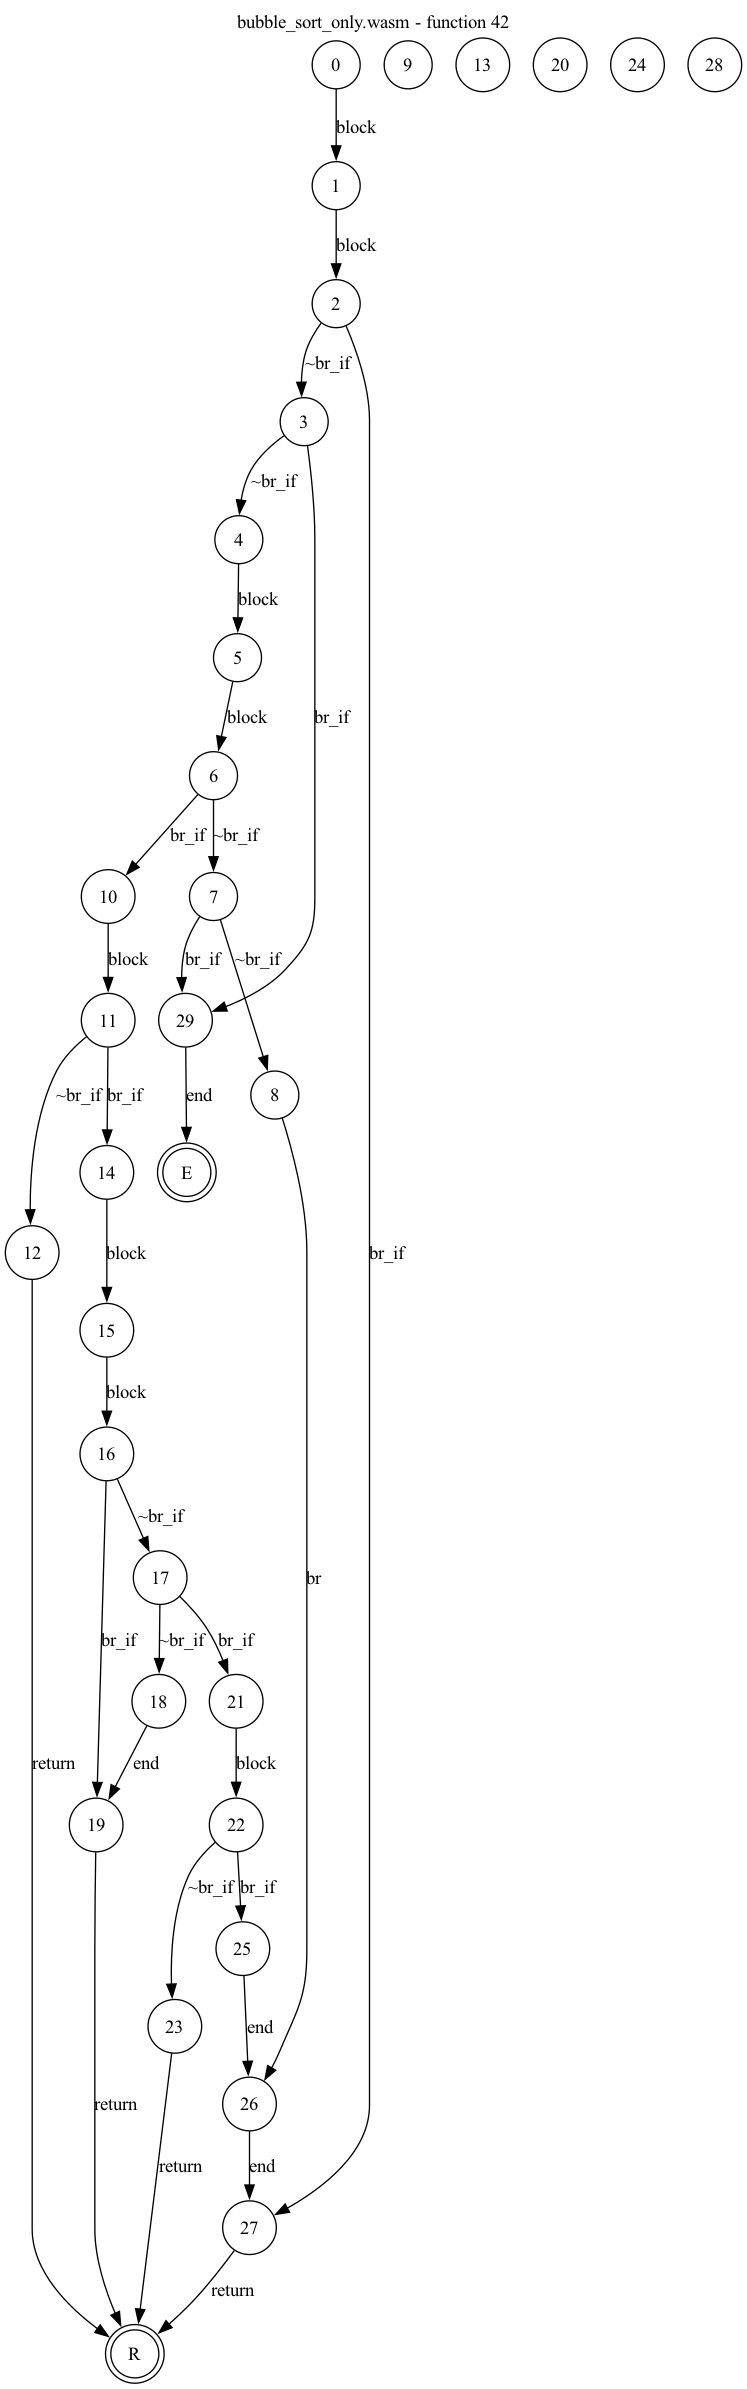 bubble_sort_only.wasm - function 42
0 9 13 20 24 28
block
1
block
2
~br_if
3
~br_if
4
block
5
block br_if
6
br_if ~br_if
10 7
block br_if ~br_if
11 29
~br_if br_if end 8
14 E
12 block br_if
15
block
16
~br_if
17 br
br_if ~br_if br_if
18 21
return end block
19 22
~br_if br_if
25
23 end
return 26
return end
27
return
R